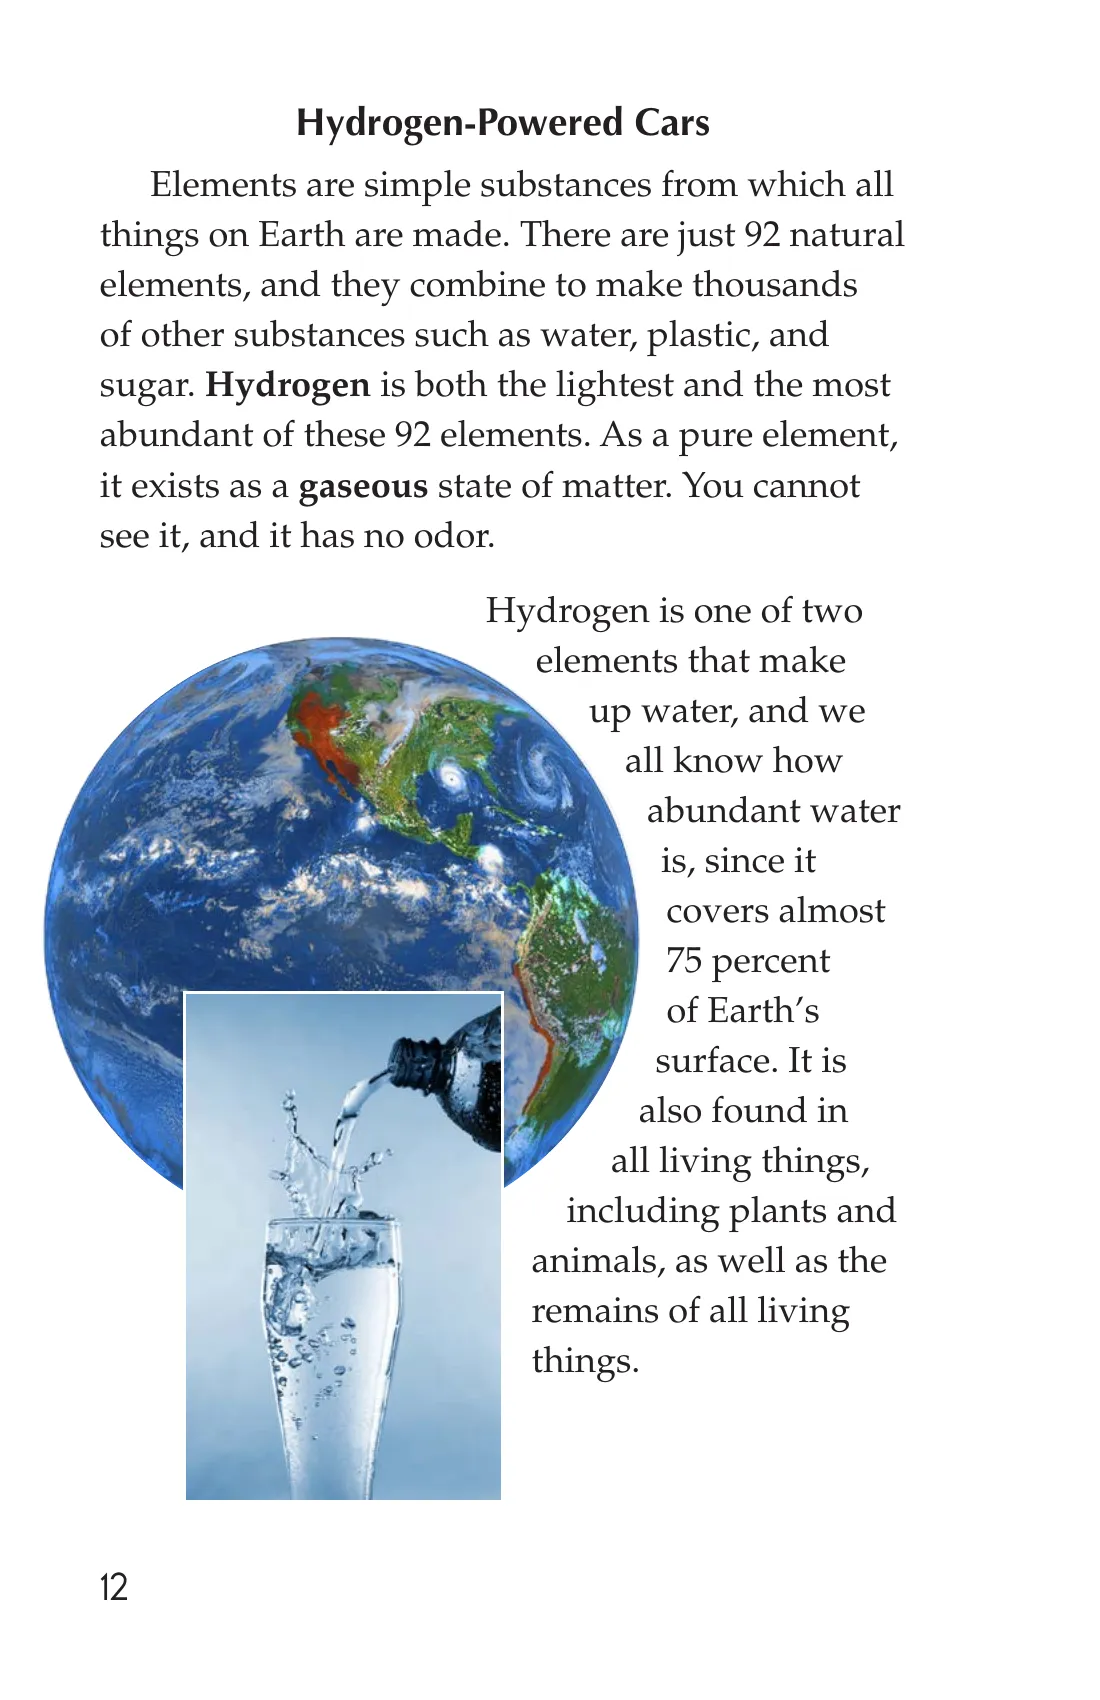 Hydrogen-Powered Cars
Elements are simple substances from which all
things on Earth are made. There are just 92 natural
elements, and they combine to make thousands
of other substances such as water, plastic, and
sugar. Hydrogen is both the lightest and the most
abundant of these 92 elements. As a pure element,
it exists as a gaseous state of matter. You cannot
see it, and it has no odor.
Hydrogen is one of two
elements that make
up water, and we
all know how
abundant water
is, since it
covers almost
75 percent
of Earth’s
surface. It is
also found in
all living things,
including plants and
animals, as well as the
remains of all living
things.
12